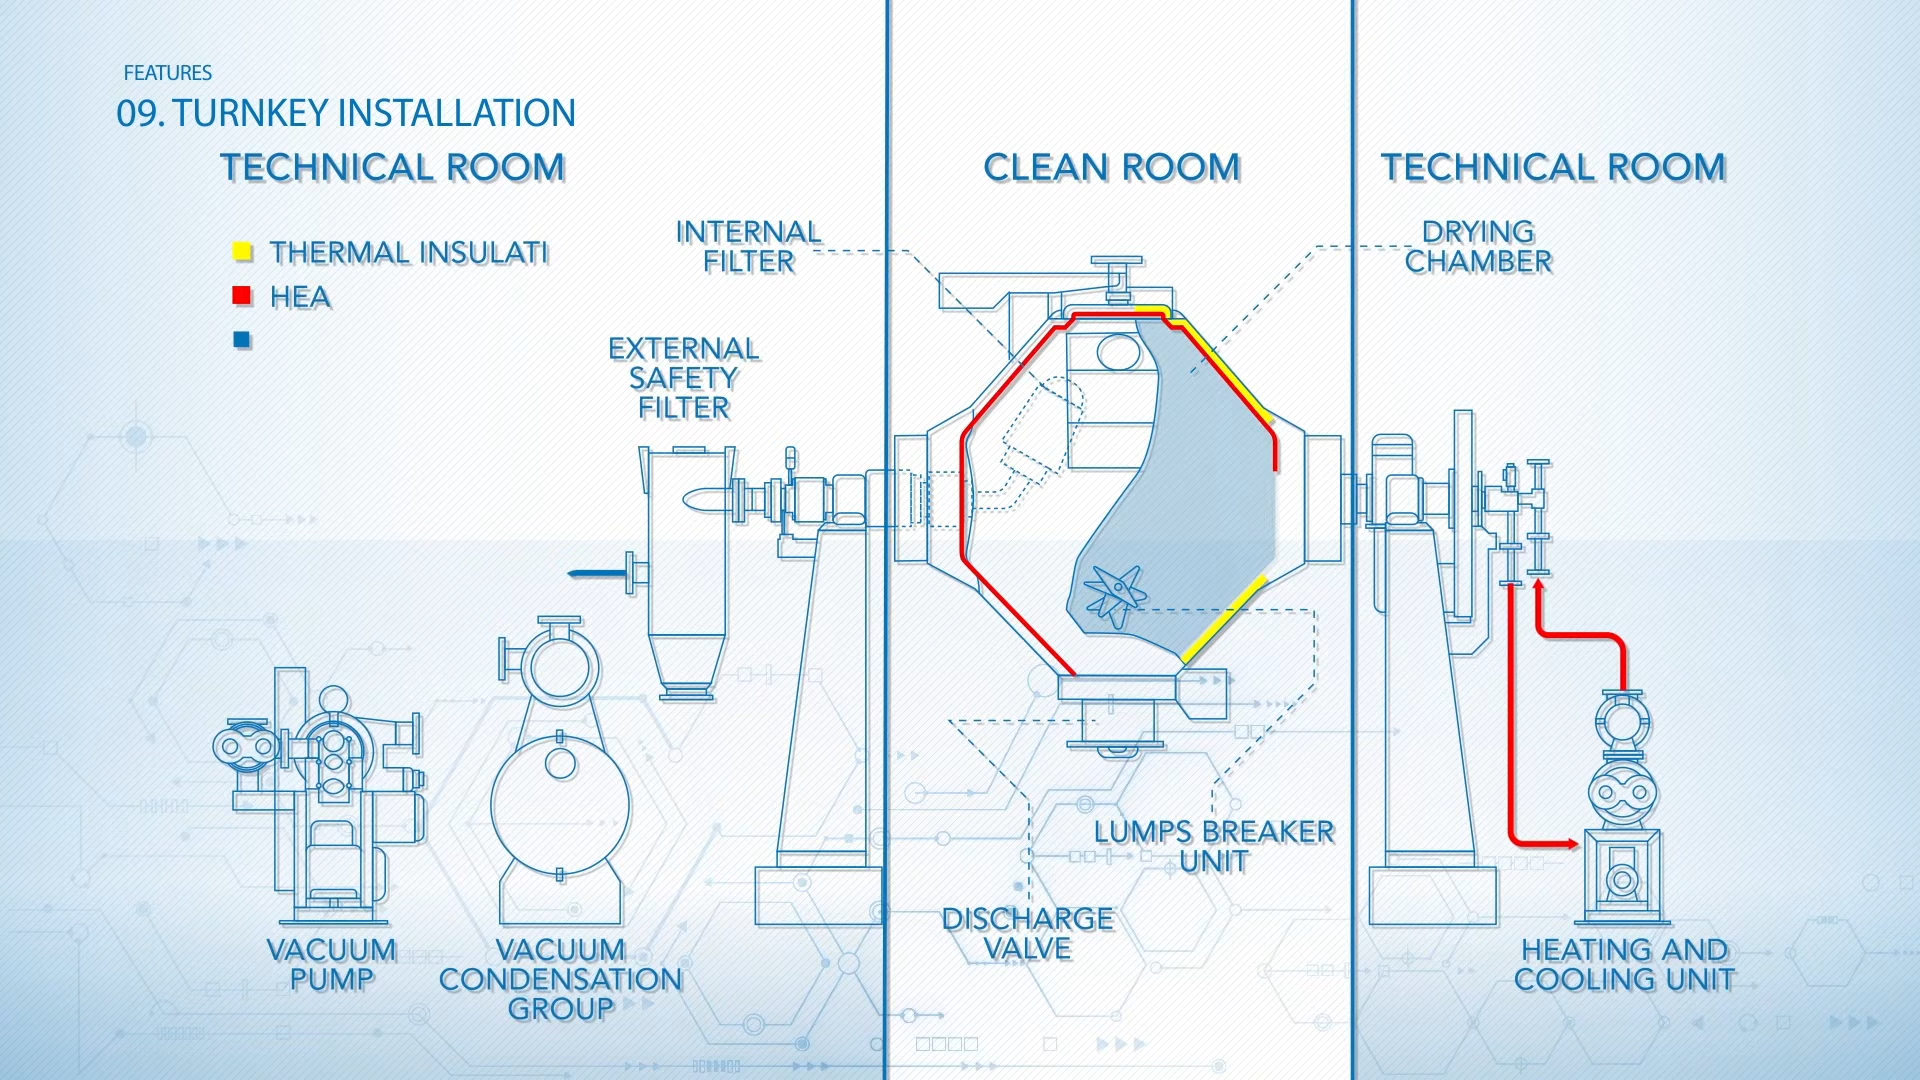 FEATURES
09. TURNKEY INSTALLATION
TECHNICAL ROOM
CLEAN ROOM
TECHNICAL ROOM
THERMAL INSULATI
HEA
INTERNAL
FILTER
DRYING
CHAMBER
EXTERNAL
SAFETY
FILTER
LUMPS BREAKER
UNIT
DISCHARGE
VALVE
VACUUM
PUMP
VACUUM
CONDENSATION
GROUP
HEATING AND
COOLING UNIT